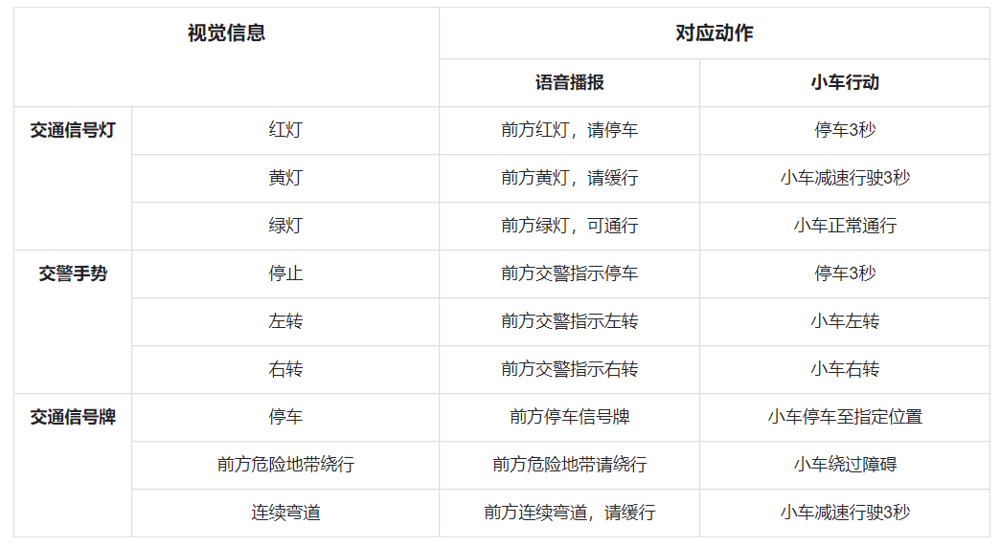 视觉信息
对应动作
语音播报
小车行动
交通信号灯
红灯
前方红灯，请停车
停车3秒
黄灯
前方黄灯，请缓行
小车减速行驶3秒
绿灯
前方绿灯，可通行
小车正常通行
交警手势
停止
前方交警指示停车
停车3秒
左转
前方交警指示左转
小车左转
右转
前方交警指示右转
小车右转
交通信号牌
停车
前方停车信号牌
小车停车至指定位置
前方危险地带绕行
前方危险地带请绕行
小车绕过障碍
连续弯道
前方连续弯道，请缓行
小车减速行驶3秒